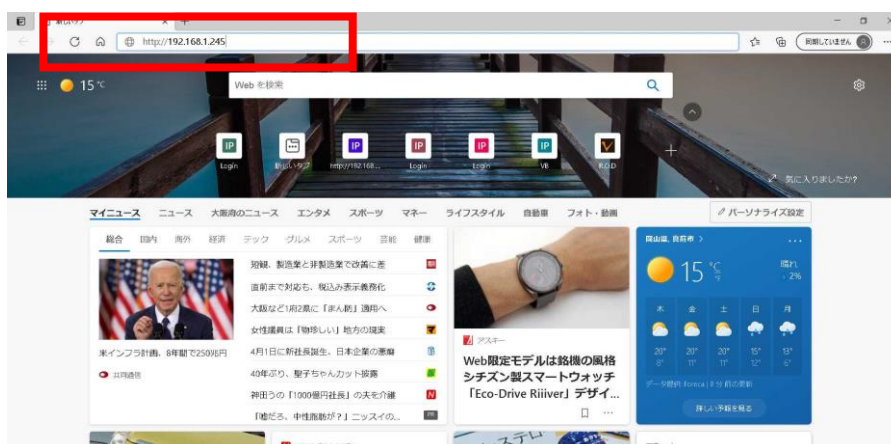 新しいタブ
http://192.168.1.245
同期していません
15 ℃
Web を検索
IP
IP
IP
IP
IP
Login
新しいタブ
http://192.168....
Login
Login
VB
気に入りましたか?
マイニュース ニュース 大阪府のニュース エンタメ スポーツ マネー ライフスタイル 自動車 フォト・動画
パーソナライズ設定
総合 国内 海外 経済 テック グルメ スポーツ 芸能 健康
短観、製造業と非製造業で改善に差
直前まで対応も、税込み表示義務化
大阪など1府2県に「まん防」適用へ
女性議員は「物珍しい」地方の現実
4月1日に新社長誕生、日本企業の悪癖
40年ぶり、聖子ちゃんカット披露
神田うの「1000億円社長」の夫を介護
「嘘だろ、中性脂肪が?」ニッスイの...
PR
米インフラ計画、8年間で250兆円
共同通信
アスキー
Web限定モデルは銘機の風格
シチズン製スマートウォッチ
「Eco-Drive Riiiver」デザイ...
15 ℃
晴れ
2%
木 金 土 日 月
20° 20° 20° 15° 13°
8° 11° 11° 12° 6°
詳しい予報を見る